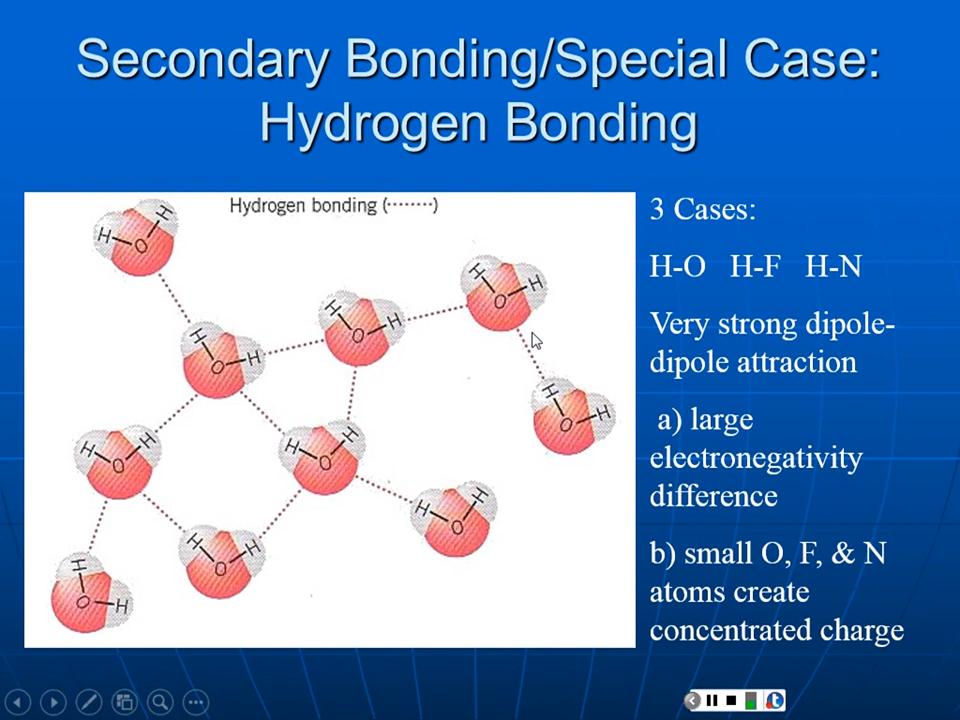 Secondary Bonding/Special Case:
Hydrogen Bonding
Hydrogen bonding (········)
H O H
H O H
H O H
H O H
H O H
H O H
H O H
H O H
H O H
H O H
3 Cases:
H-O H-F H-N
Very strong dipole-
dipole attraction
a) large
electronegativity
difference
b) small O, F, & N
atoms create
concentrated charge